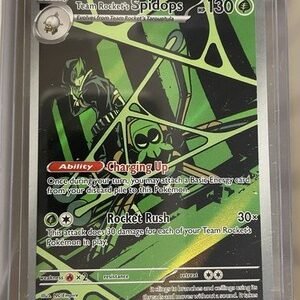 Team Rocket's Spidops HP130
Evolves from Team Rocket's Tarountula
Ability Charging Up
Once during your turn, you may attach a Basic Energy card
from your discard pile to this Pokémon.
Rocket Rush 30×
This attack does 30 damage for each of your Team Rocket's
Pokémon in play.
weakness ×2 resistance retreat